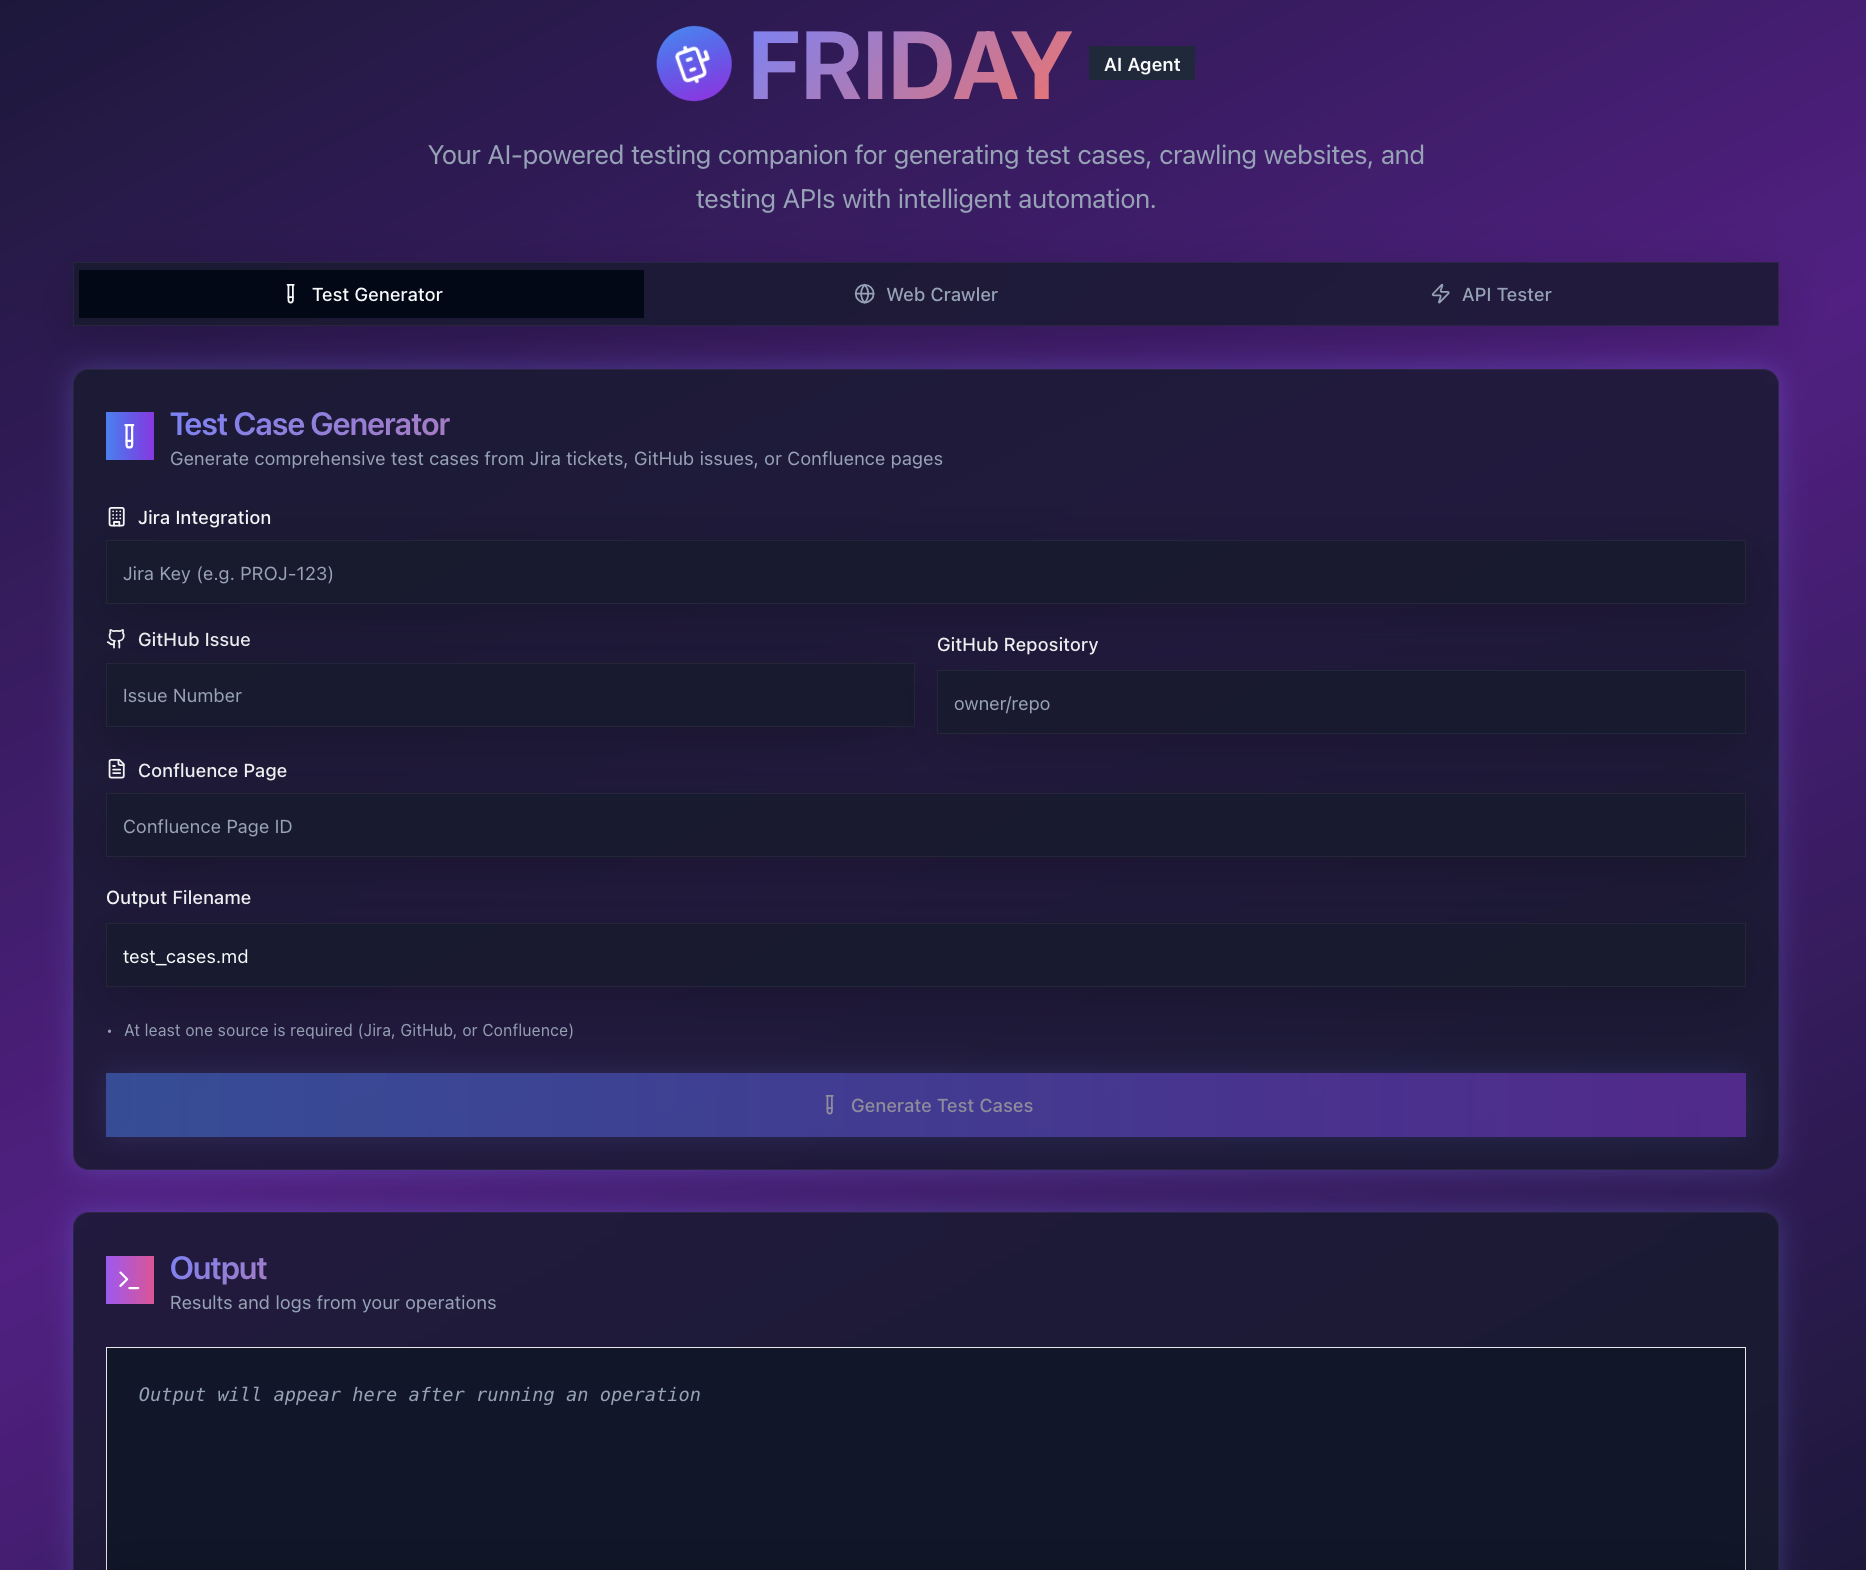 FRIDAY
AI Agent
Your AI-powered testing companion for generating test cases, crawling websites, and
testing APIs with intelligent automation.
Test Generator
Web Crawler
API Tester
Test Case Generator
Generate comprehensive test cases from Jira tickets, GitHub issues, or Confluence pages
Jira Integration
Jira Key (e.g. PROJ-123)
GitHub Issue
Issue Number
GitHub Repository
owner/repo
Confluence Page
Confluence Page ID
Output Filename
test_cases.md
• At least one source is required (Jira, GitHub, or Confluence)
Generate Test Cases
Output
Results and logs from your operations
Output will appear here after running an operation